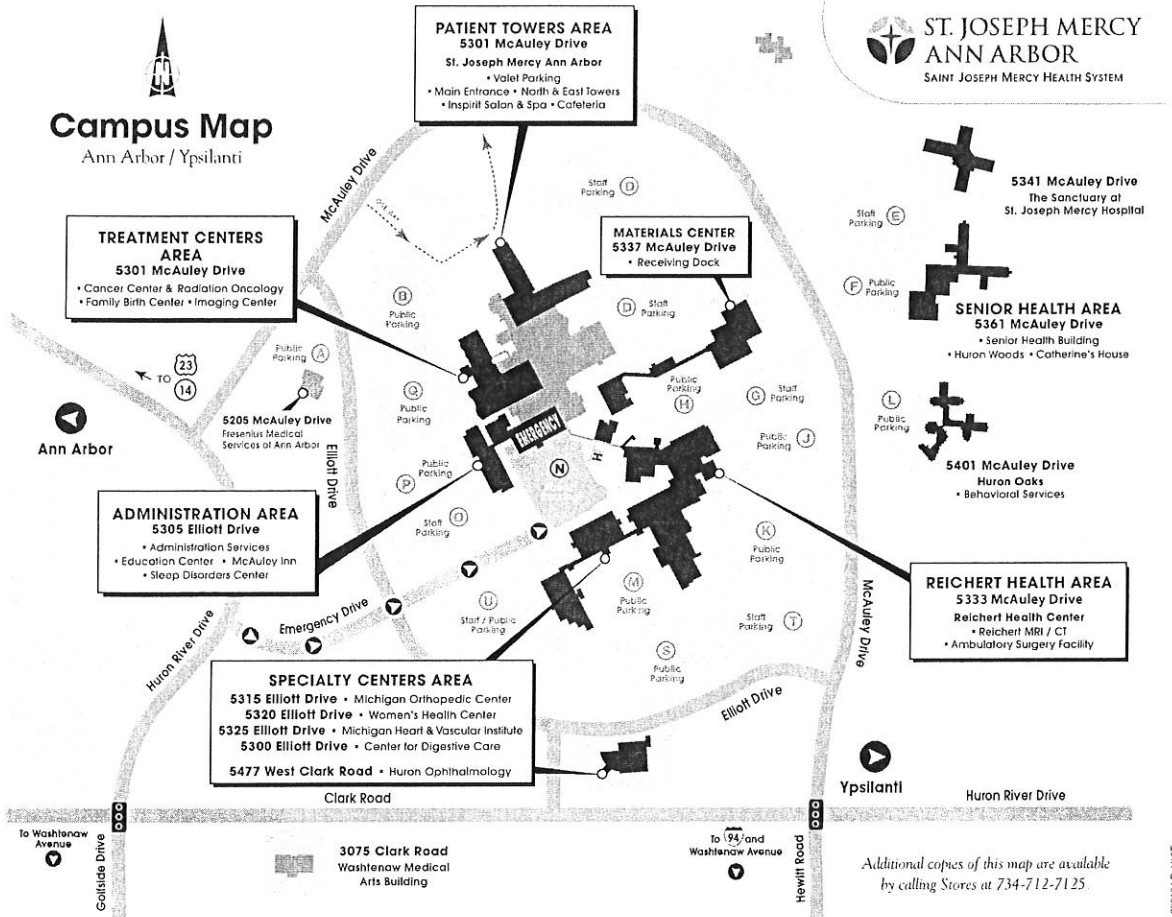 PATIENT TOWERS AREA
5301 McAuley Drive
St. Joseph Mercy Ann Arbor
• Valet Parking
• Main Entrance • North & East Towers
• Inspirit Salon & Spa • Cafeteria
ST. JOSEPH MERCY
ANN ARBOR
SAINT JOSEPH MERCY HEALTH SYSTEM
N
Campus Map
Ann Arbor / Ypsilanti
McAuley Drive
ONE WAY
Staff
Parking
D
5341 McAuley Drive
The Sanctuary at
St. Joseph Mercy Hospital
Staff
Parking
E
TREATMENT CENTERS
AREA
5301 McAuley Drive
• Cancer Center & Radiation Oncology
• Family Birth Center • Imaging Center
MATERIALS CENTER
5337 McAuley Drive
• Receiving Dock
B
Public
Parking
D
Staff
Parking
F
Public
Parking
SENIOR HEALTH AREA
5361 McAuley Drive
• Senior Health Building
• Huron Woods • Catherine's House
Public
Parking
A
23
TO
14
Ann Arbor
5205 McAuley Drive
Fresenius Medical
Services of Ann Arbor
Elliott Drive
Q
Public
Parking
Public
Parking
H
G
Staff
Parking
L
Public
Parking
EMERGENCY
H
N
Public
Parking
J
5401 McAuley Drive
Huron Oaks
• Behavioral Services
Public
Parking
P
Staff
Parking
O
ADMINISTRATION AREA
5305 Elliott Drive
• Administration Services
• Education Center • McAuley Inn
• Sleep Disorders Center
K
Public
Parking
McAuley Drive
REICHERT HEALTH AREA
5333 McAuley Drive
Reichert Health Center
• Reichert MRI / CT
• Ambulatory Surgery Facility
M
Public
Parking
U
Staff / Public
Parking
Emergency Drive
Huron River Drive
Staff
Parking
T
S
Public
Parking
SPECIALTY CENTERS AREA
5315 Elliott Drive • Michigan Orthopedic Center
5320 Elliott Drive • Women's Health Center
5325 Elliott Drive • Michigan Heart & Vascular Institute
5300 Elliott Drive • Center for Digestive Care
5477 West Clark Road • Huron Ophthalmology
Elliott Drive
Ypsilanti
Clark Road
Huron River Drive
To Washtenaw
Avenue
Golfside Drive
3075 Clark Road
Washtenaw Medical
Arts Building
To 94 and
Washtenaw Avenue
Hewitt Road
Additional copies of this map are available
by calling Stores at 734-712-7125.